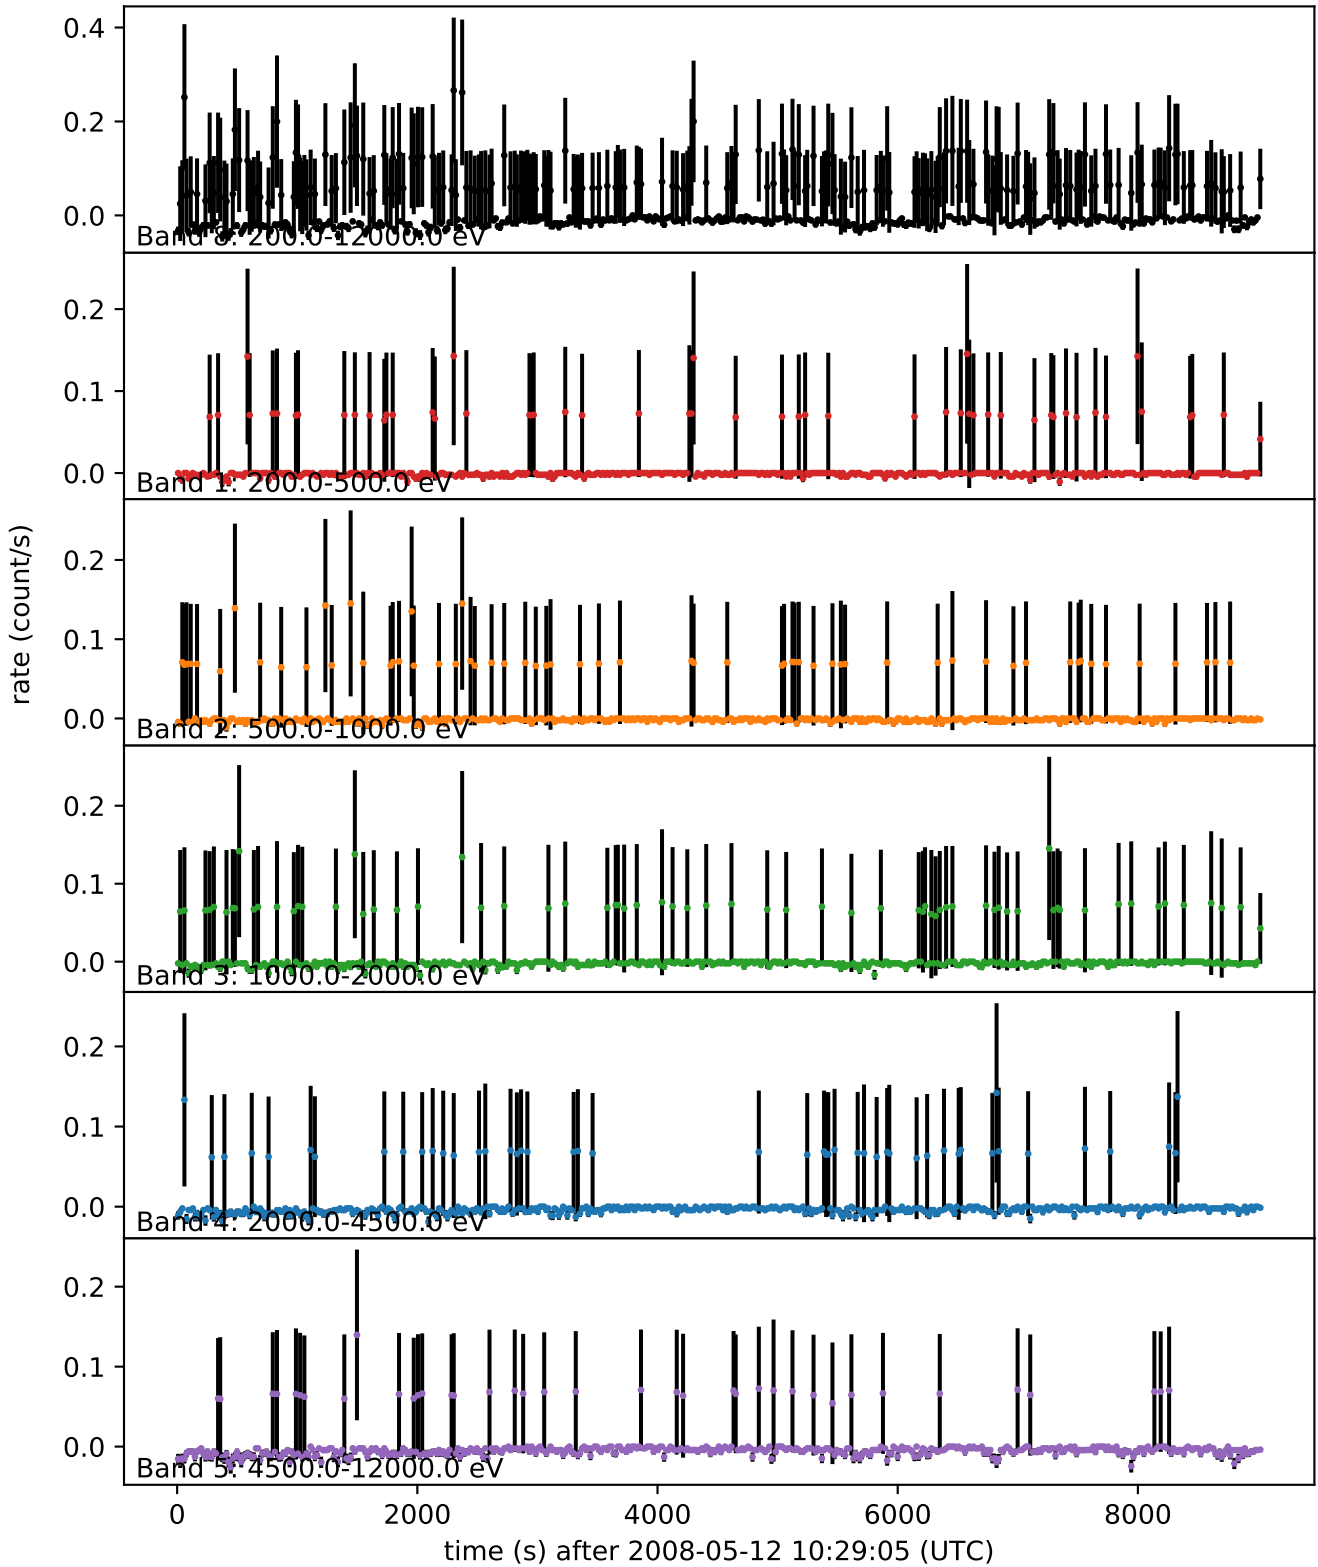 0.4
0.2
0.0
Band 8: 200.0-12000.0 eV
0.2
0.1
0.0
Band 1: 200.0-500.0 eV
0.2
0.1
0.0
Band 2: 500.0-1000.0 eV
0.2
0.1
0.0
Band 3: 1000.0-2000.0 eV
0.2
0.1
0.0
Band 4: 2000.0-4500.0 eV
0.2
0.1
0.0
Band 5: 4500.0-12000.0 eV
rate (count/s)
0 2000 4000 6000 8000
time (s) after 2008-05-12 10:29:05 (UTC)